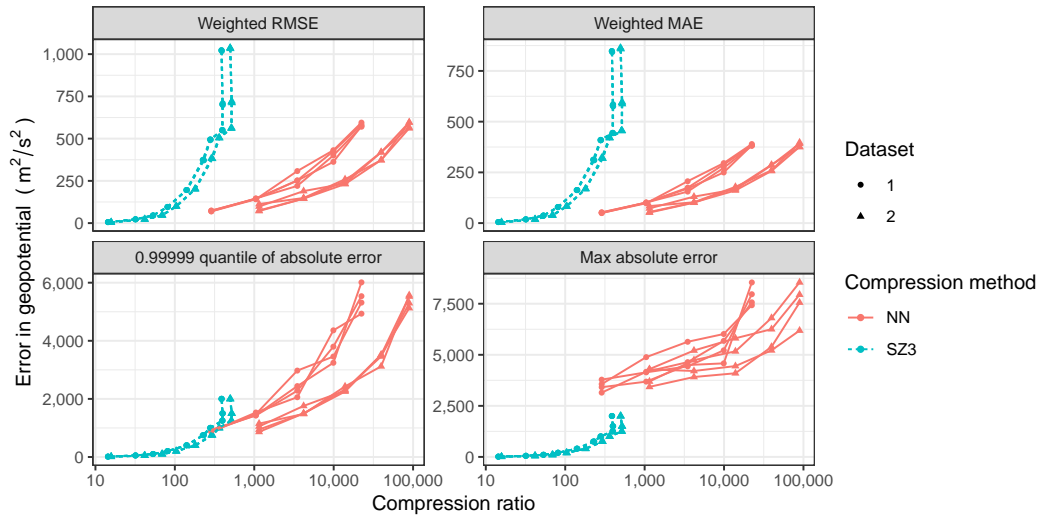 Weighted RMSE
Weighted MAE
1,000
750
500
250
0
750
500
250
0
0.99999 quantile of absolute error
Max absolute error
6,000
4,000
2,000
0
7,500
5,000
2,500
0
10 100 1,000 10,000 100,000
10 100 1,000 10,000 100,000
Compression ratio
Error in geopotential ( m²/s² )
Dataset
1
2
Compression method
NN
SZ3